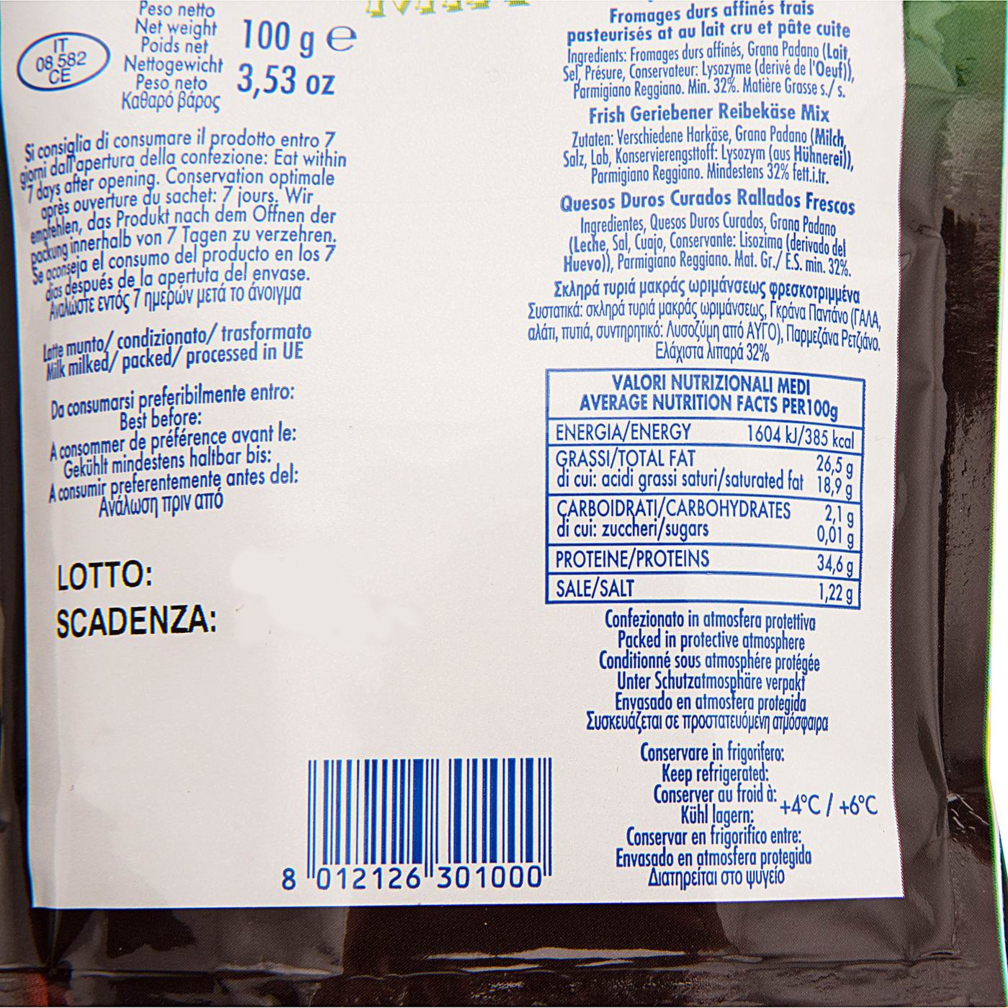 Peso netto
Net weight
Poids net
Nettogewicht
Peso neto
Καθαρό βάρος
100 g e
3,53 oz
IT
08 582
CE
Si consiglia di consumare il prodotto entro 7
giorni dall'apertura della confezione: Eat within
7 days after opening. Conservation optimale
après ouverture du sachet: 7 jours. Wir
empfehlen, das Produkt nach dem Öffnen der
packung innerhalb von 7 Tagen zu verzehren.
Se aconseja el consumo del producto en los 7
dias después de la apertuta del envase.
Αναλώστε εντός 7 ημερών μετά το άνοιγμα
Latte munto/ condizionato/ trasformato
Milk milked/ packed/ processed in UE
Da consumarsi preferibilmente entro:
Best before:
A consommer de préférence avant le:
Gekühlt mindestens haltbar bis:
A consumir preferentemente antes del:
Ανάλωση πριν από
LOTTO:
SCADENZA:
8 012126 301000
Fromages durs affinés frais
pasteurisés at au lait cru et pâte cuite
Ingredients: Fromages durs affinés, Grana Padano (Lait,
Sel, Présure, Conservateur: Lysozyme (derivé de l'Oeuf)),
Parmigiano Reggiano. Min. 32%. Matière Grasse s./ s.
Frish Geriebener Reibekäse Mix
Zutaten: Verschiedene Harkäse, Grana Padano (Milch,
Salz, Lab, Konservierengsttoff: Lysozym (aus Hühnerei)),
Parmigiano Reggiano. Mindestens 32% fett.i.tr.
Quesos Duros Curados Rallados Frescos
Ingredientes, Quesos Duros Curados, Grana Padano
(Leche, Sal, Cuajo, Conservante: Lisozima (derivado del
Huevo)), Parmigiano Reggiano. Mat. Gr./ E.S. min. 32%.
Σκληρά τυριά μακράς ωριμάνσεως φρεσκοτριμμένα
Συστατικά: σκληρά τυριά μακράς ωριμάνσεως, Γκράνα Παντάνο (ΓΑΛΑ,
αλάτι, πυτιά, συντηρητικό: Λυσοζύμη από ΑΥΓΟ), Παρμεζάνα Ρετζιάνο.
Ελάχιστα λιπαρά 32%
VALORI NUTRIZIONALI MEDI
AVERAGE NUTRITION FACTS PER100g
ENERGIA/ENERGY 1604 kJ/385 kcal
GRASSI/TOTAL FAT 26,5 g
di cui: acidi grassi saturi/saturated fat 18,9 g
CARBOIDRATI/CARBOHYDRATES 2,1 g
di cui: zuccheri/sugars 0,01 g
PROTEINE/PROTEINS 34,6 g
SALE/SALT 1,22 g
Confezionato in atmosfera protettiva
Packed in protective atmosphere
Conditionné sous atmosphére protégée
Unter Schutzatmosphäre verpakt
Envasado en atmosfera protegida
Συσκευάζεται σε προστατευόμενη ατμόσφαιρα
Conservare in frigorifero:
Keep refrigerated:
Conserver au froid à:
Kühl lagern:
+4°C / +6°C
Conservar en frigorifico entre:
Envasado en atmosfera protegida
Διατηρείται στο ψυγείο